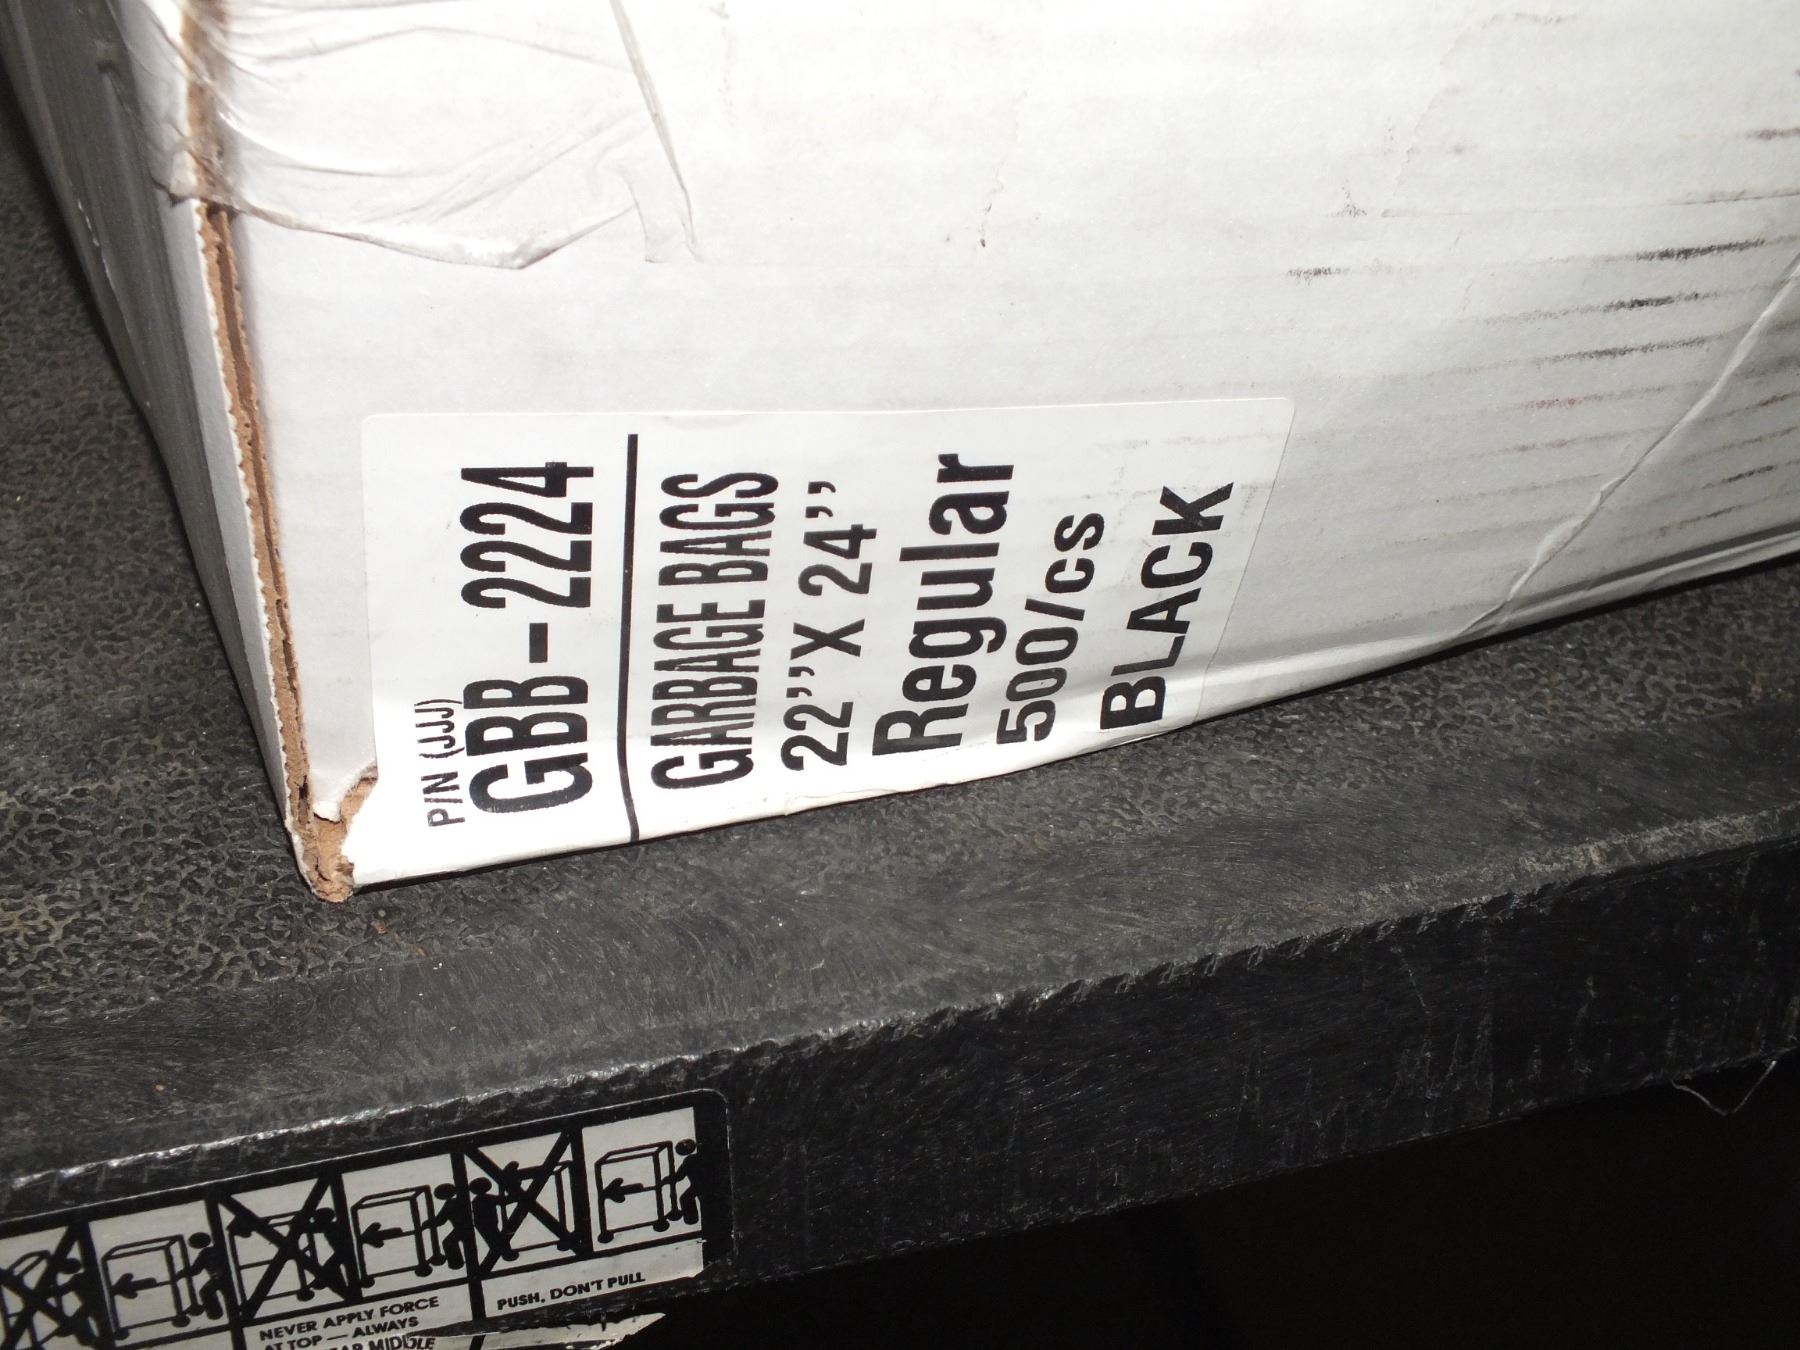 P/N (JJJ)
GBB-2224
GARBAGE BAGS
22"X 24"
Regular
500/cs
BLACK
NEVER APPLY FORCE
AT TOP — ALWAYS
MIDDLE
PUSH, DON'T PULL